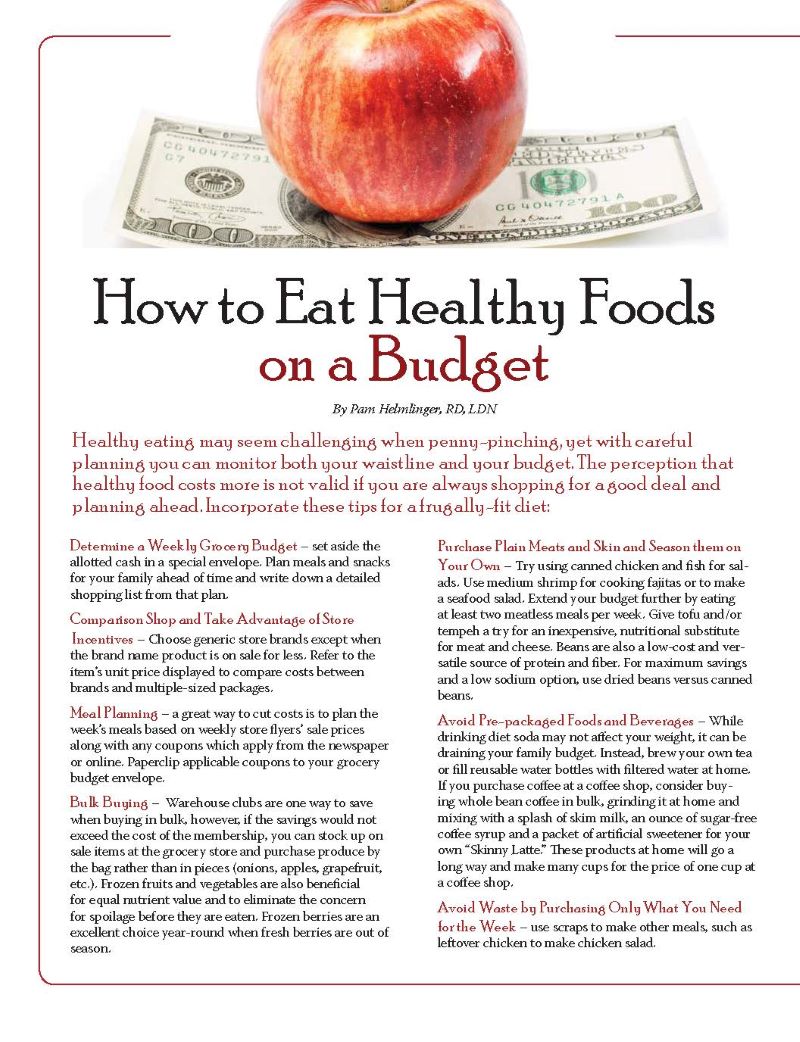 FEDERAL RESERVE
CG40472791
G7
100
CG 40472791 A
100
100
ONE HUNDRED
How to Eat Healthy Foods
on a Budget
By Pam Helmlinger, RD, LDN
Healthy eating may seem challenging when penny-pinching, yet with careful
planning you can monitor both your waistline and your budget. The perception that
healthy food costs more is not valid if you are always shopping for a good deal and
planning ahead. Incorporate these tips for a frugally-fit diet:
Determine a Weekly Grocery Budget – set aside the
allotted cash in a special envelope. Plan meals and snacks
for your family ahead of time and write down a detailed
shopping list from that plan.
Comparison Shop and Take Advantage of Store
Incentives – Choose generic store brands except when
the brand name product is on sale for less. Refer to the
item's unit price displayed to compare costs between
brands and multiple-sized packages.
Meal Planning – a great way to cut costs is to plan the
week's meals based on weekly store flyers' sale prices
along with any coupons which apply from the newspaper
or online. Paperclip applicable coupons to your grocery
budget envelope.
Bulk Buying – Warehouse clubs are one way to save
when buying in bulk, however, if the savings would not
exceed the cost of the membership, you can stock up on
sale items at the grocery store and purchase produce by
the bag rather than in pieces (onions, apples, grapefruit,
etc.). Frozen fruits and vegetables are also beneficial
for equal nutrient value and to eliminate the concern
for spoilage before they are eaten. Frozen berries are an
excellent choice year-round when fresh berries are out of
season.
Purchase Plain Meats and Skin and Season them on
Your Own – Try using canned chicken and fish for sal-
ads. Use medium shrimp for cooking fajitas or to make
a seafood salad. Extend your budget further by eating
at least two meatless meals per week. Give tofu and/or
tempeh a try for an inexpensive, nutritional substitute
for meat and cheese. Beans are also a low-cost and ver-
satile source of protein and fiber. For maximum savings
and a low sodium option, use dried beans versus canned
beans.
Avoid Pre-packaged Foods and Beverages – While
drinking diet soda may not affect your weight, it can be
draining your family budget. Instead, brew your own tea
or fill reusable water bottles with filtered water at home.
If you purchase coffee at a coffee shop, consider buy-
ing whole bean coffee in bulk, grinding it at home and
mixing with a splash of skim milk, an ounce of sugar-free
coffee syrup and a packet of artificial sweetener for your
own "Skinny Latte." These products at home will go a
long way and make many cups for the price of one cup at
a coffee shop.
Avoid Waste by Purchasing Only What You Need
for the Week – use scraps to make other meals, such as
leftover chicken to make chicken salad.